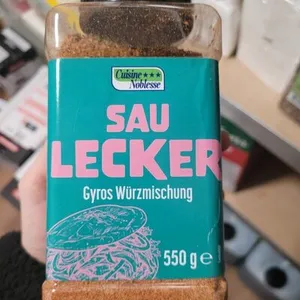 Cuisine ★★★
Noblesse
SAU
LECKER
Gyros Würzmischung
550 g e